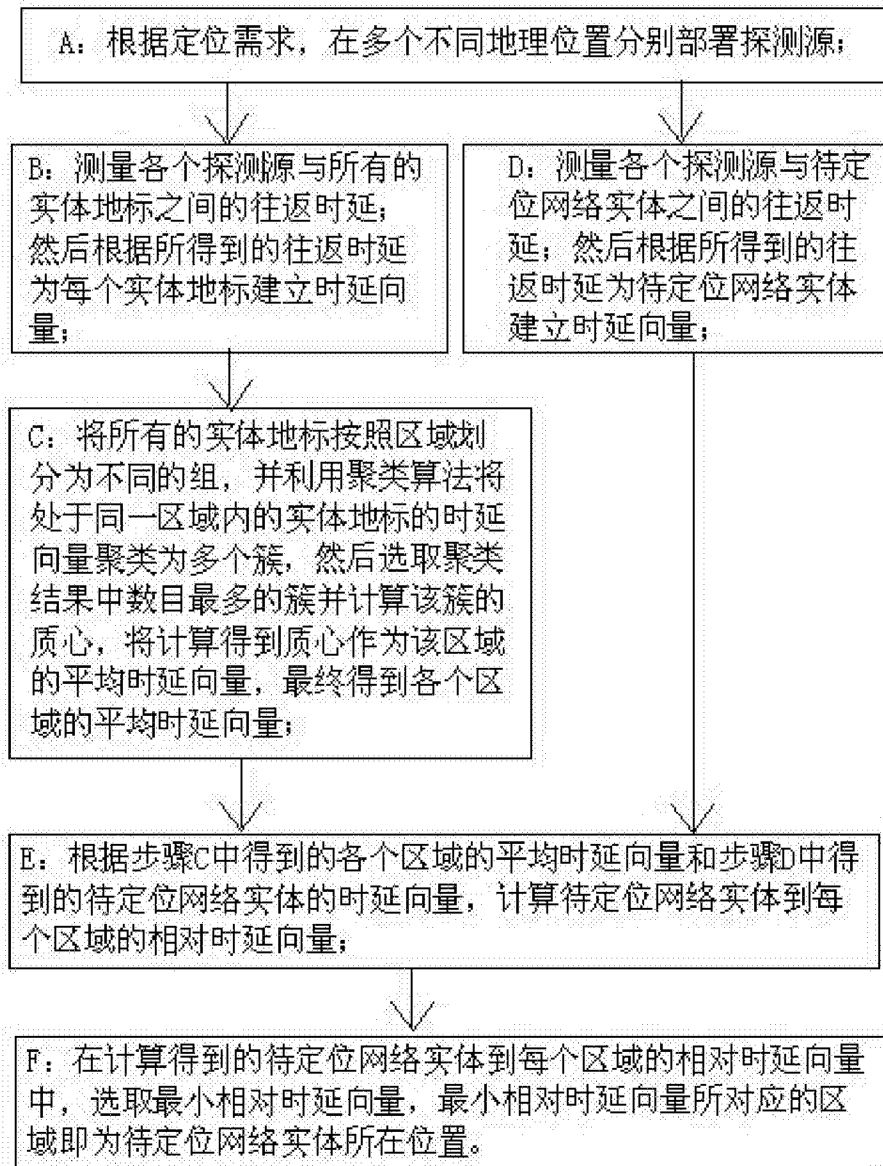 A：根据定位需求，在多个不同地理位置分别部署探测源；
B：测量各个探测源与所有的
实体地标之间的往返时延；
然后根据所得到的往返时延
为每个实体地标建立时延向
量；
D：测量各个探测源与待定
位网络实体之间的往返时
延；然后根据所得到的往
返时延为待定位网络实体
建立时延向量；
C：将所有的实体地标按照区域划
分为不同的组，并利用聚类算法将
处于同一区域内的实体地标的时延
向量聚类为多个簇，然后选取聚类
结果中数目最多的簇并计算该簇的
质心，将计算得到质心作为该区域
的平均时延向量，最终得到各个区
域的平均时延向量；
E：根据步骤C中得到的各个区域的平均时延向量和步骤D中得
到的待定位网络实体的时延向量，计算待定位网络实体到每
个区域的相对时延向量；
F：在计算得到的待定位网络实体到每个区域的相对时延向量
中，选取最小相对时延向量，最小相对时延向量所对应的区
域即为待定位网络实体所在位置。